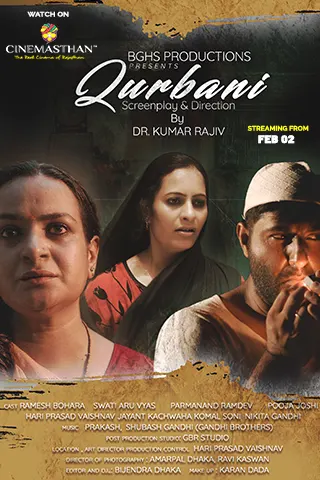 WATCH ON
CINEMASTHAN™
The Reel Cinema of Rajasthan
BGHS PRODUCTIONS
PRESENTS
Qurbani
Screenplay & Direction
By
DR. KUMAR RAJIV
STREAMING FROM
FEB 02
CAST RAMESH BOHARA SWATI ARU VYAS PARMANAND RAMDEV POOJA JOSHI
HARI PRASAD VAISHNAV JAYANT KACHWAHA KOMAL SONI NIKITA GANDHI
MUSIC PRAKASH, SHUBASH GANDHI (GANDHI BROTHERS)
POST PRODUCTION STUDIO GBR STUDIO
LOCATION , ART DIRECTOR PRODUCTION CONTROL HARI PRASAD VAISHNAV
DIRECTOR OF PHOTOGRAPHY : AMARPAL DHAKA, RAVI KASWAN
EDITOR AND D.I. BIJENDRA DHAKA MAKE UP KARAN DADA